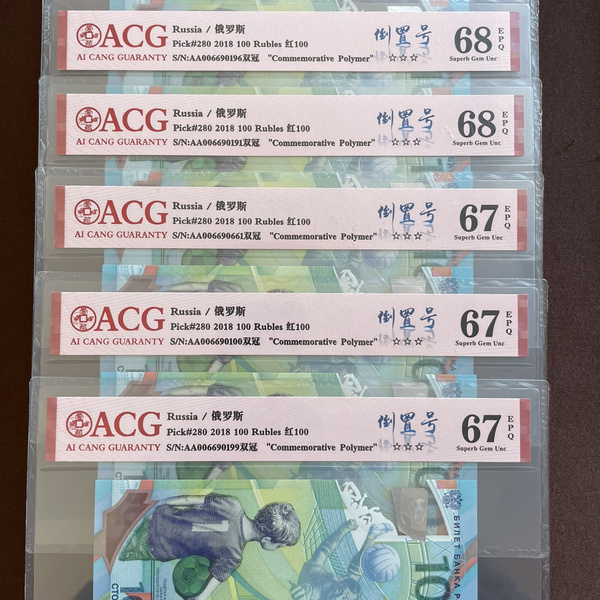 ACG
AI CANG GUARANTY
Russia / 俄罗斯
Pick#280 2018 100 Rubles 红100
S/N:AA006690196双冠 "Commemorative Polymer" ☆☆☆
倒置号
68 EPQ
Superb Gem Unc
ACG
AI CANG GUARANTY
Russia / 俄罗斯
Pick#280 2018 100 Rubles 红100
S/N:AA006690191双冠 "Commemorative Polymer" ☆☆☆
倒置号
68 EPQ
Superb Gem Unc
ACG
AI CANG GUARANTY
Russia / 俄罗斯
Pick#280 2018 100 Rubles 红100
S/N:AA006690661双冠 "Commemorative Polymer" ☆☆☆
倒置号
67 EPQ
Superb Gem Unc
ACG
AI CANG GUARANTY
Russia / 俄罗斯
Pick#280 2018 100 Rubles 红100
S/N:AA006690100双冠 "Commemorative Polymer" ☆☆☆
倒置号
67 EPQ
Superb Gem Unc
ACG
AI CANG GUARANTY
Russia / 俄罗斯
Pick#280 2018 100 Rubles 红100
S/N:AA006690199双冠 "Commemorative Polymer" ☆☆☆
倒置号
67 EPQ
Superb Gem Unc
1
БИЛЕТ БАНКА
СТО